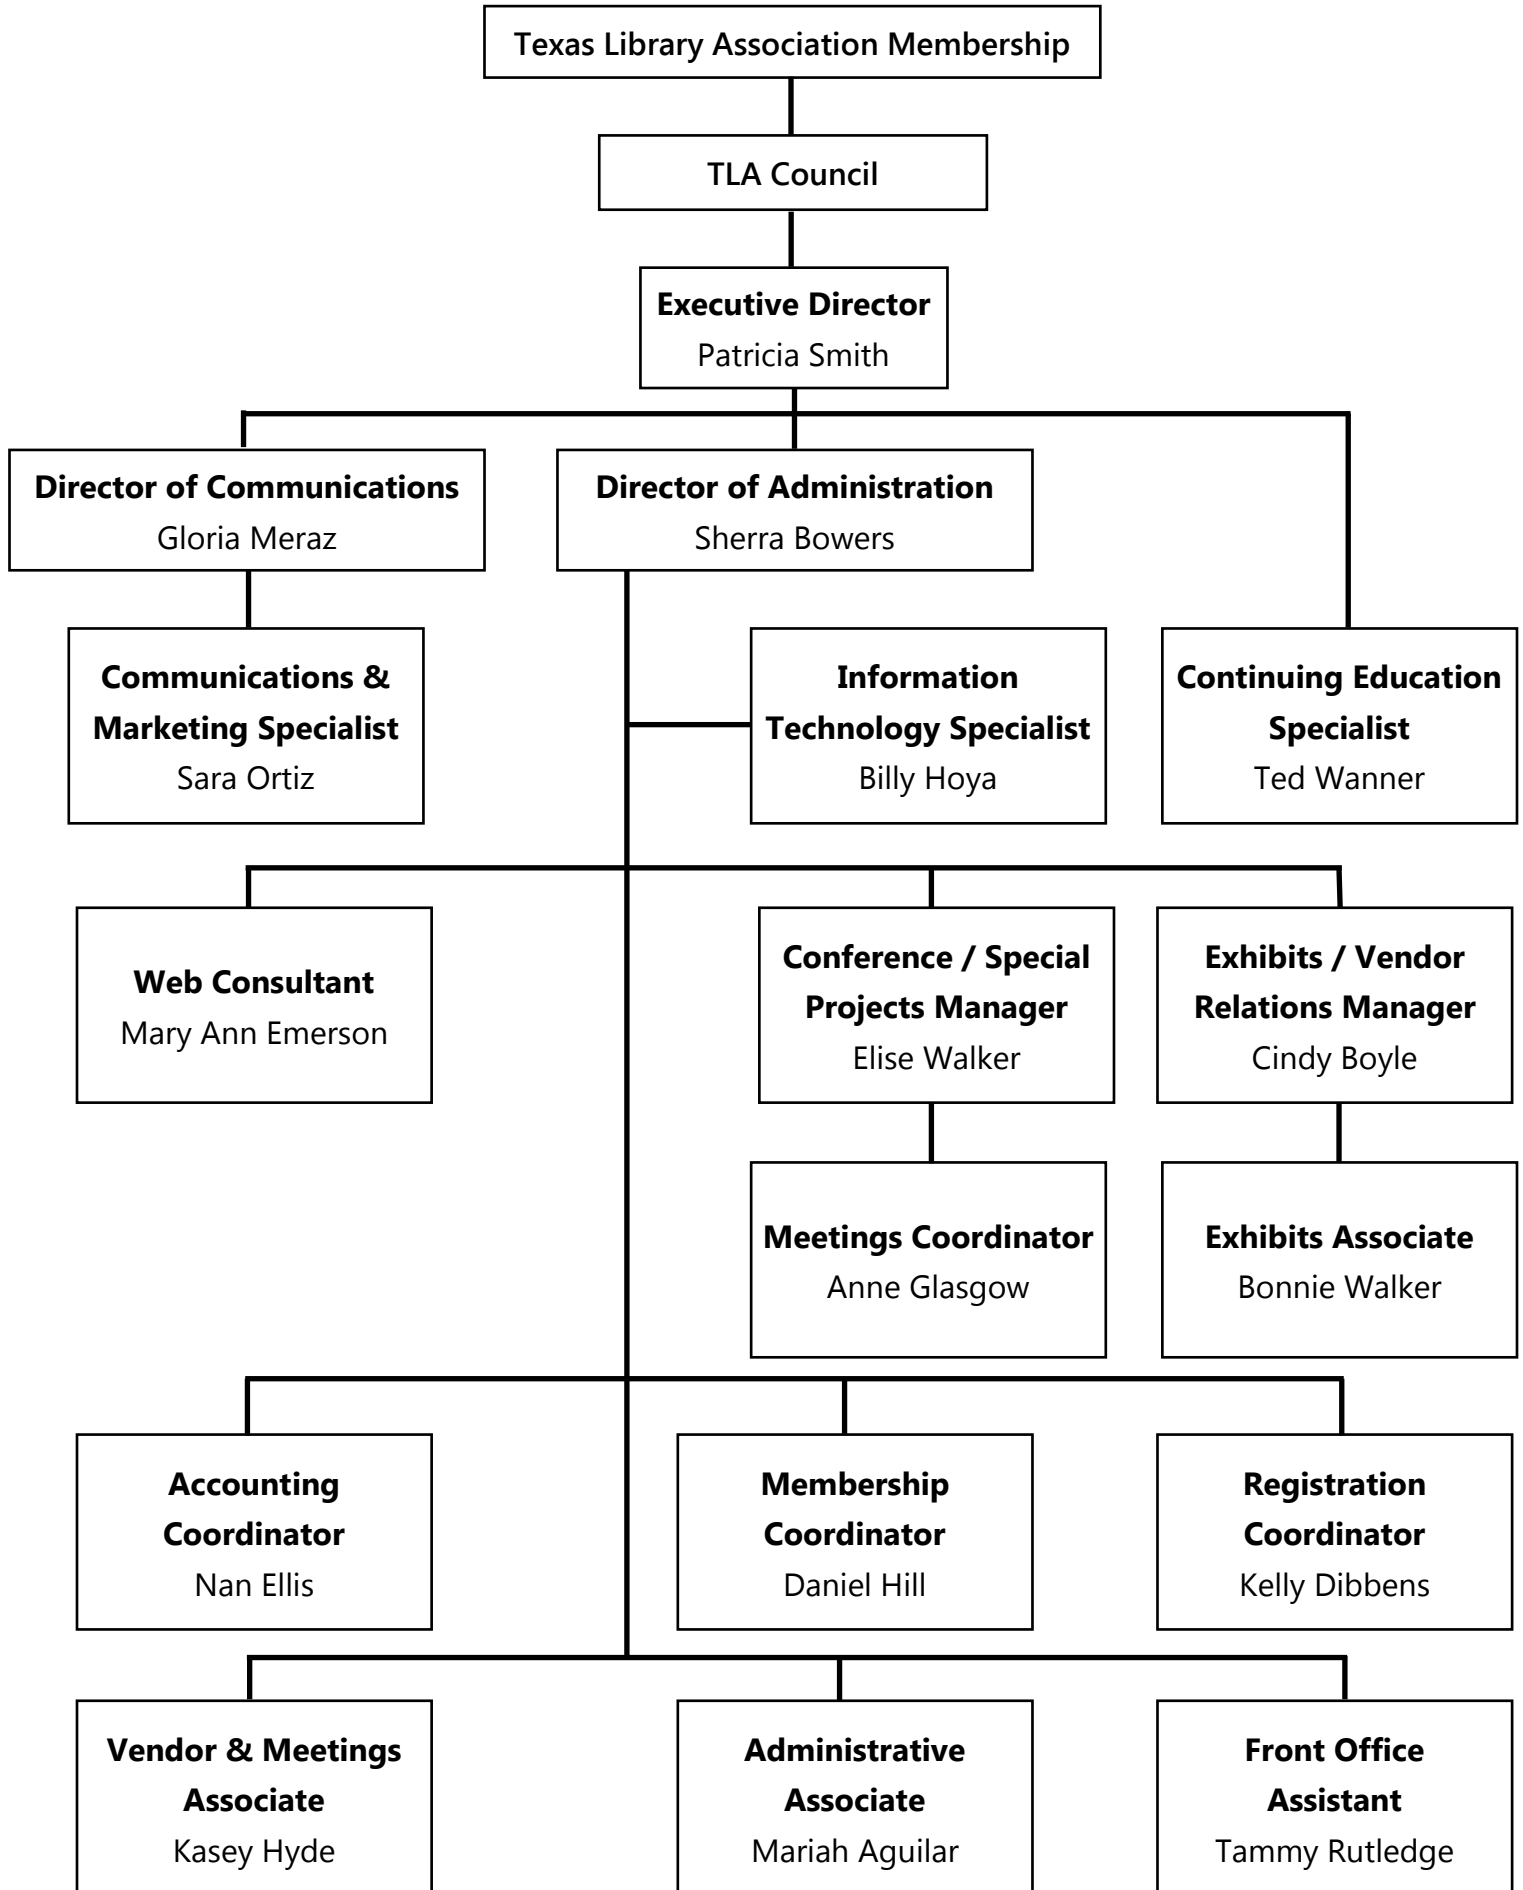 Texas Library Association Membership
TLA Council
Executive Director
Patricia Smith
Director of Communications
Gloria Meraz
Director of Administration
Sherra Bowers
Communications &
Marketing Specialist
Sara Ortiz
Information
Technology Specialist
Billy Hoya
Continuing Education
Specialist
Ted Wanner
Web Consultant
Mary Ann Emerson
Conference / Special
Projects Manager
Elise Walker
Exhibits / Vendor
Relations Manager
Cindy Boyle
Meetings Coordinator
Anne Glasgow
Exhibits Associate
Bonnie Walker
Accounting
Coordinator
Nan Ellis
Membership
Coordinator
Daniel Hill
Registration
Coordinator
Kelly Dibbens
Vendor & Meetings
Associate
Kasey Hyde
Administrative
Associate
Mariah Aguilar
Front Office
Assistant
Tammy Rutledge